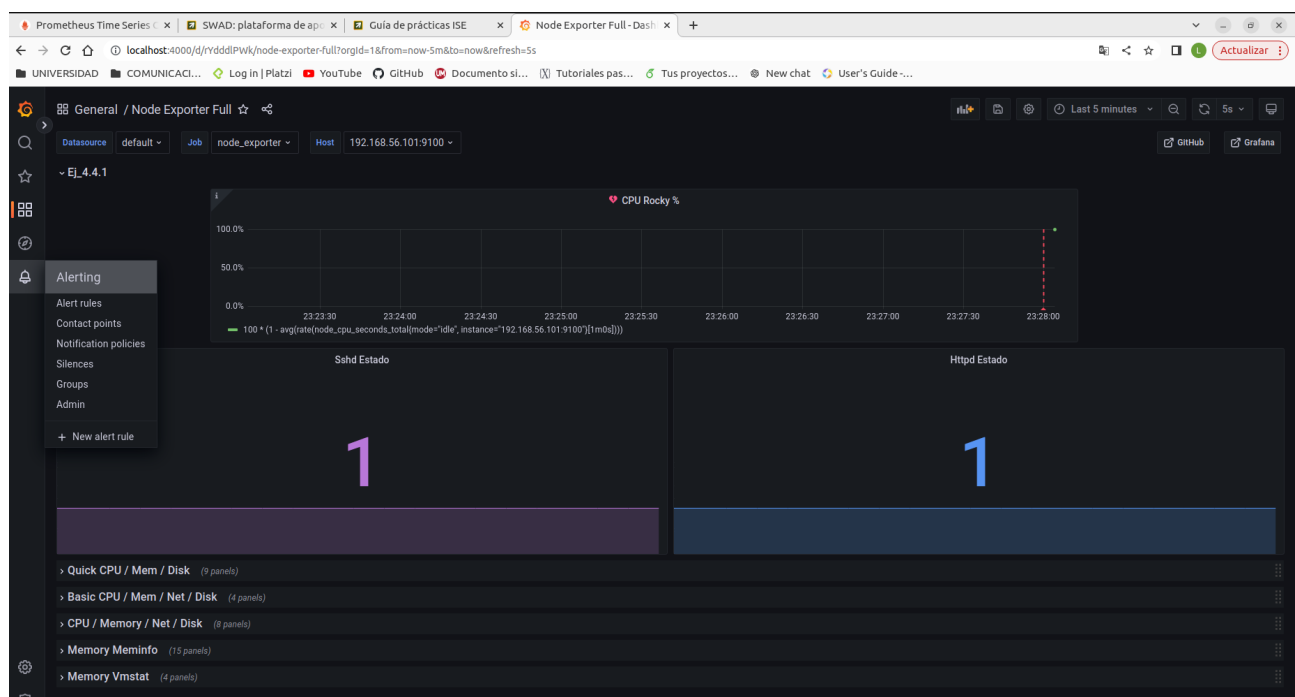 Prometheus Time Series C
SWAD: plataforma de apo
Guía de prácticas ISE
Node Exporter Full - Dash
localhost:4000/d/rYdddlPWk/node-exporter-full?orgId=1&from=now-5m&to=now&refresh=5s
L
Actualizar
UNIVERSIDAD
COMUNICACI...
Log in | Platzi
YouTube
GitHub
Documento si...
Tutoriales pas...
Tus proyectos...
New chat
User's Guide -...
General / Node Exporter Full
Last 5 minutes
5s
Datasource
default
Job
node_exporter
Host
192.168.56.101:9100
GitHub
Grafana
Ej_4.4.1
i
CPU Rocky %
100.0%
50.0%
0.0%
23:23:30 23:24:00 23:24:30 23:25:00 23:25:30 23:26:00 23:26:30 23:27:00 23:27:30 23:28:00
100 * (1 - avg(rate(node_cpu_seconds_total{mode="idle", instance="192.168.56.101:9100"}[1m0s])))
Alerting
Alert rules
Contact points
Notification policies
Silences
Groups
Admin
+ New alert rule
Sshd Estado
1
Httpd Estado
1
Quick CPU / Mem / Disk (9 panels)
Basic CPU / Mem / Net / Disk (4 panels)
CPU / Memory / Net / Disk (8 panels)
Memory Meminfo (15 panels)
Memory Vmstat (4 panels)